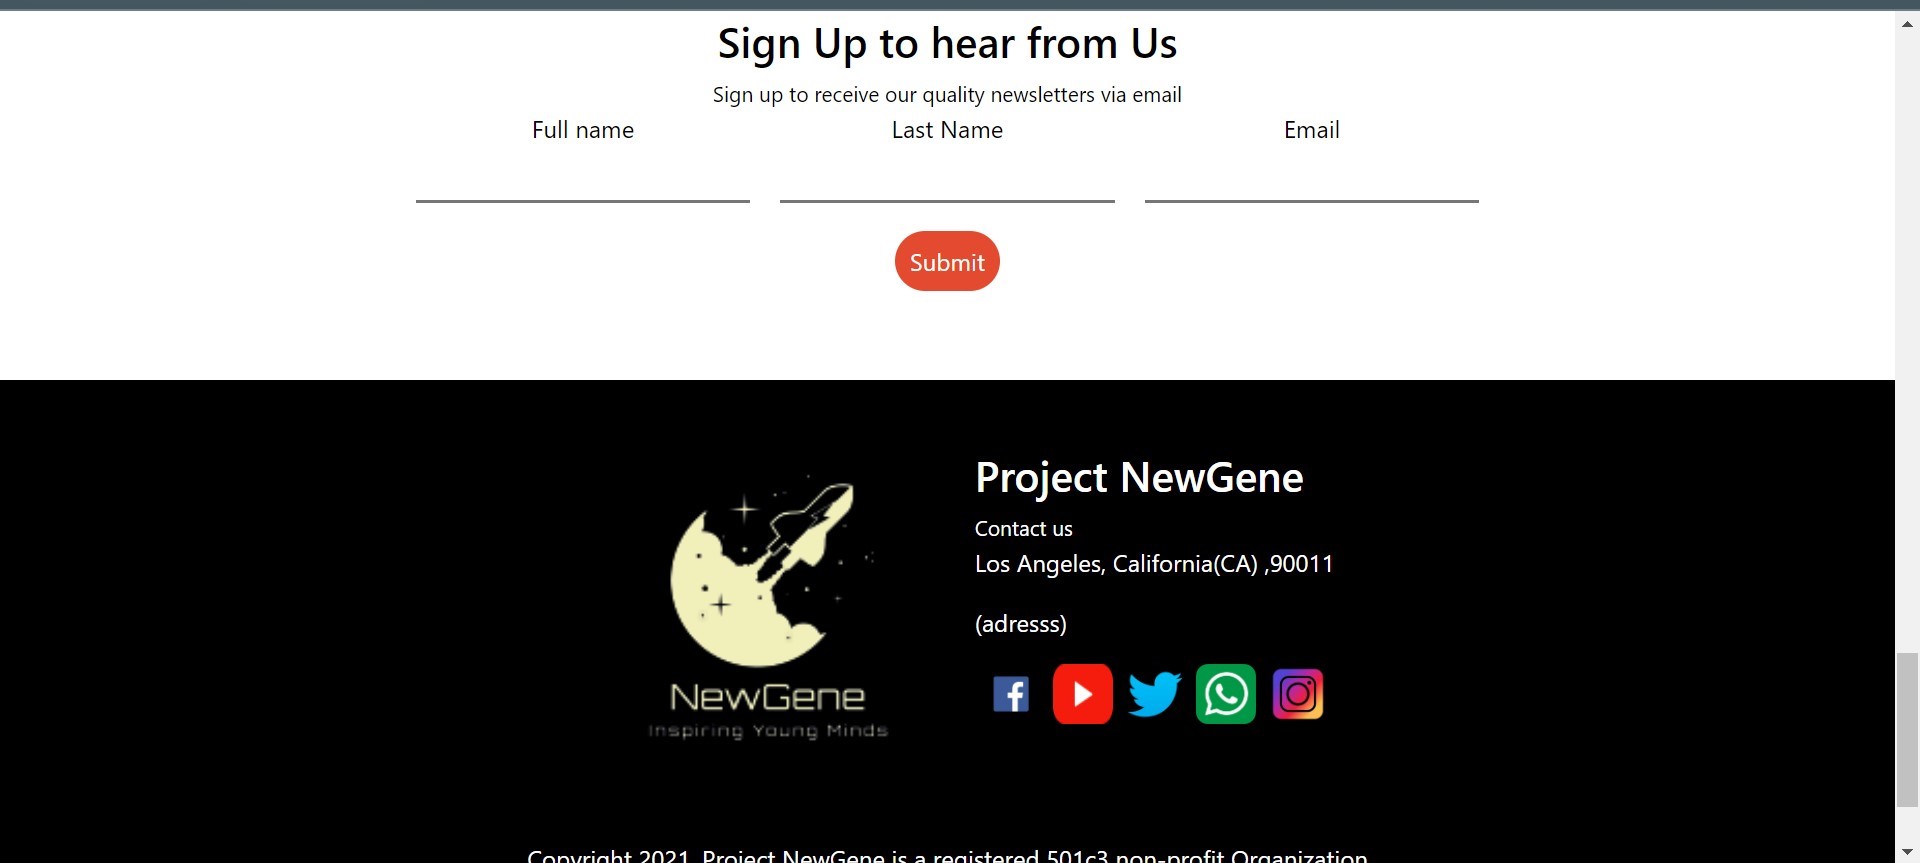 Sign Up to hear from Us
Sign up to receive our quality newsletters via email
Full name Last Name Email
Submit
Project NewGene
Contact us
Los Angeles, California(CA) ,90011
(adresss)
NewGene
Inspiring Young Minds
Copyright 2021. Project NewGene is a registered 501c3 non-profit Organization